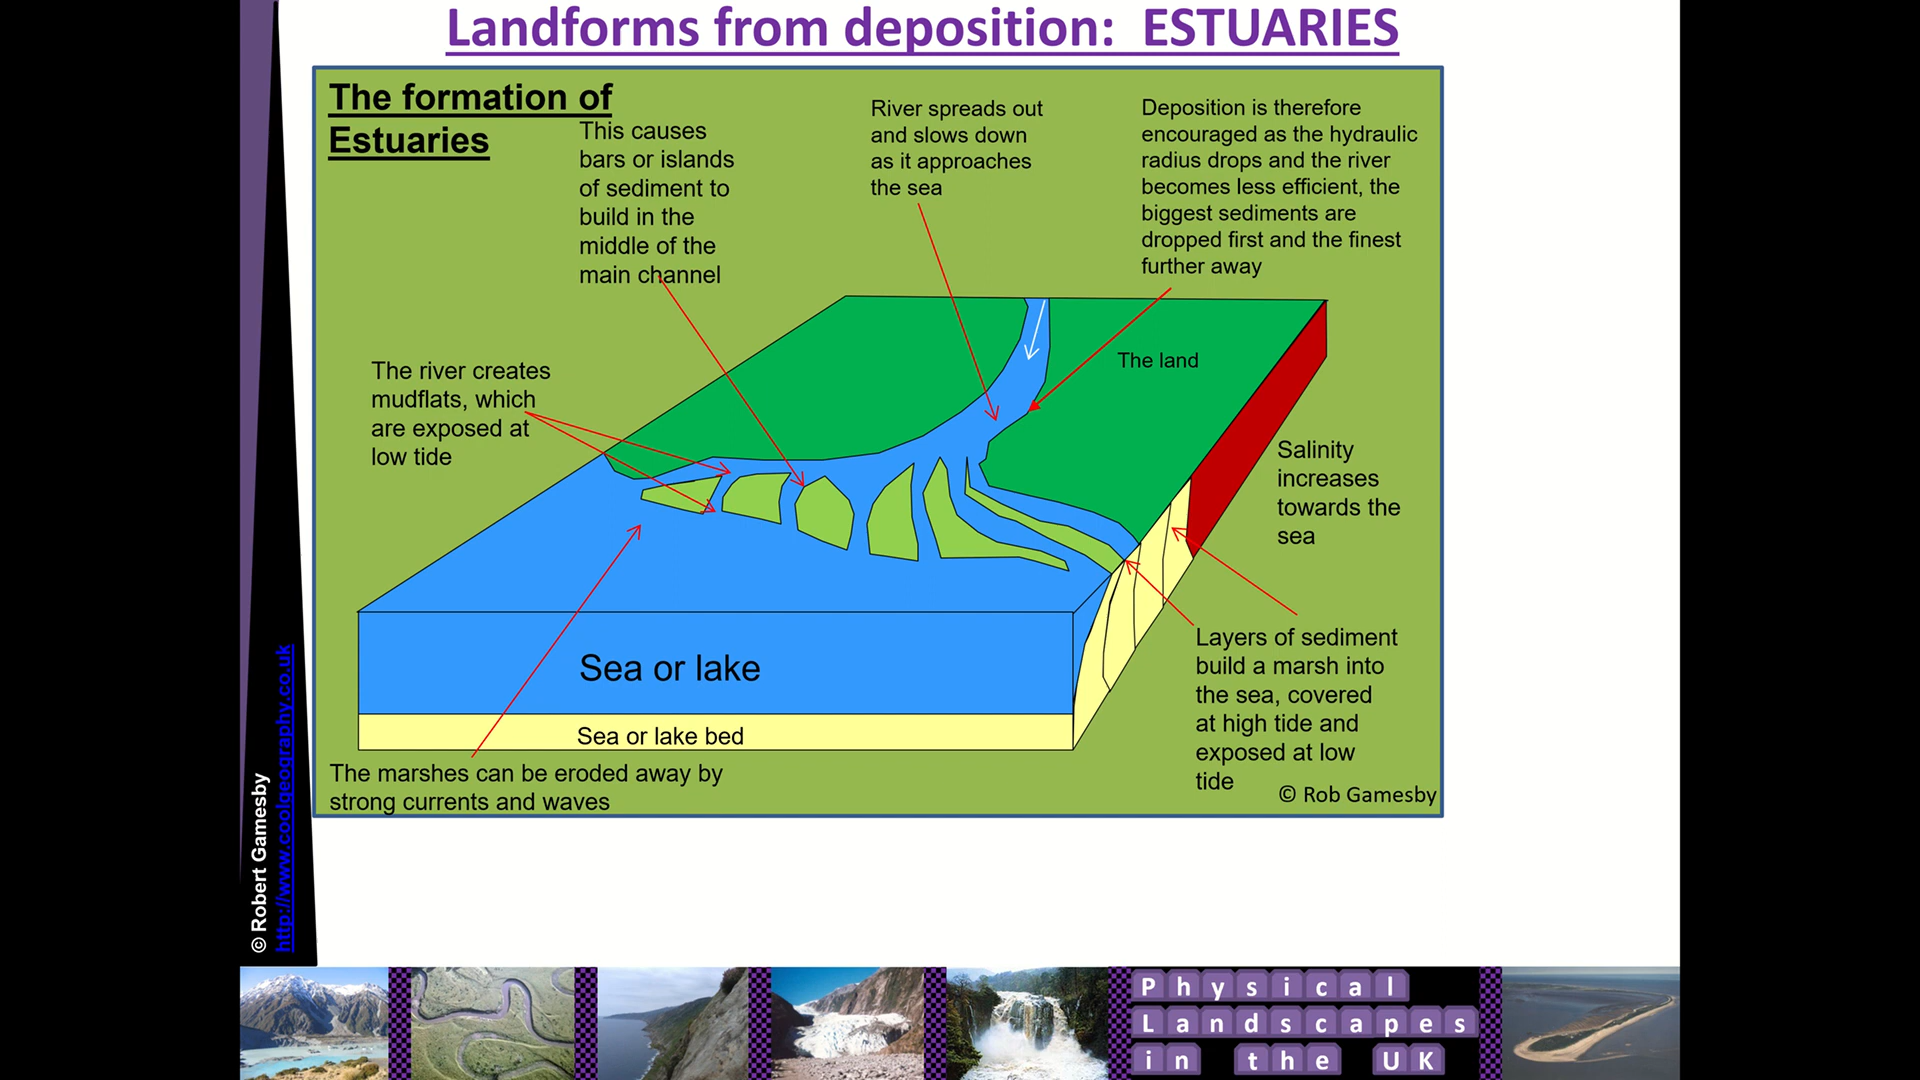 Landforms from deposition:  ESTUARIES
The formation of
Estuaries
This causes
bars or islands
of sediment to
build in the
middle of the
main channel
River spreads out
and slows down
as it approaches
the sea
Deposition is therefore
encouraged as the hydraulic
radius drops and the river
becomes less efficient, the
biggest sediments are
dropped first and the finest
further away
The river creates
mudflats, which
are exposed at
low tide
The land
Salinity
increases
towards the
sea
Sea or lake
Sea or lake bed
Layers of sediment
build a marsh into
the sea, covered
at high tide and
exposed at low
tide
The marshes can be eroded away by
strong currents and waves
© Rob Gamesby
© Robert Gamesby
http://www.coolgeography.co.uk
Physical
Landscapes
in the UK